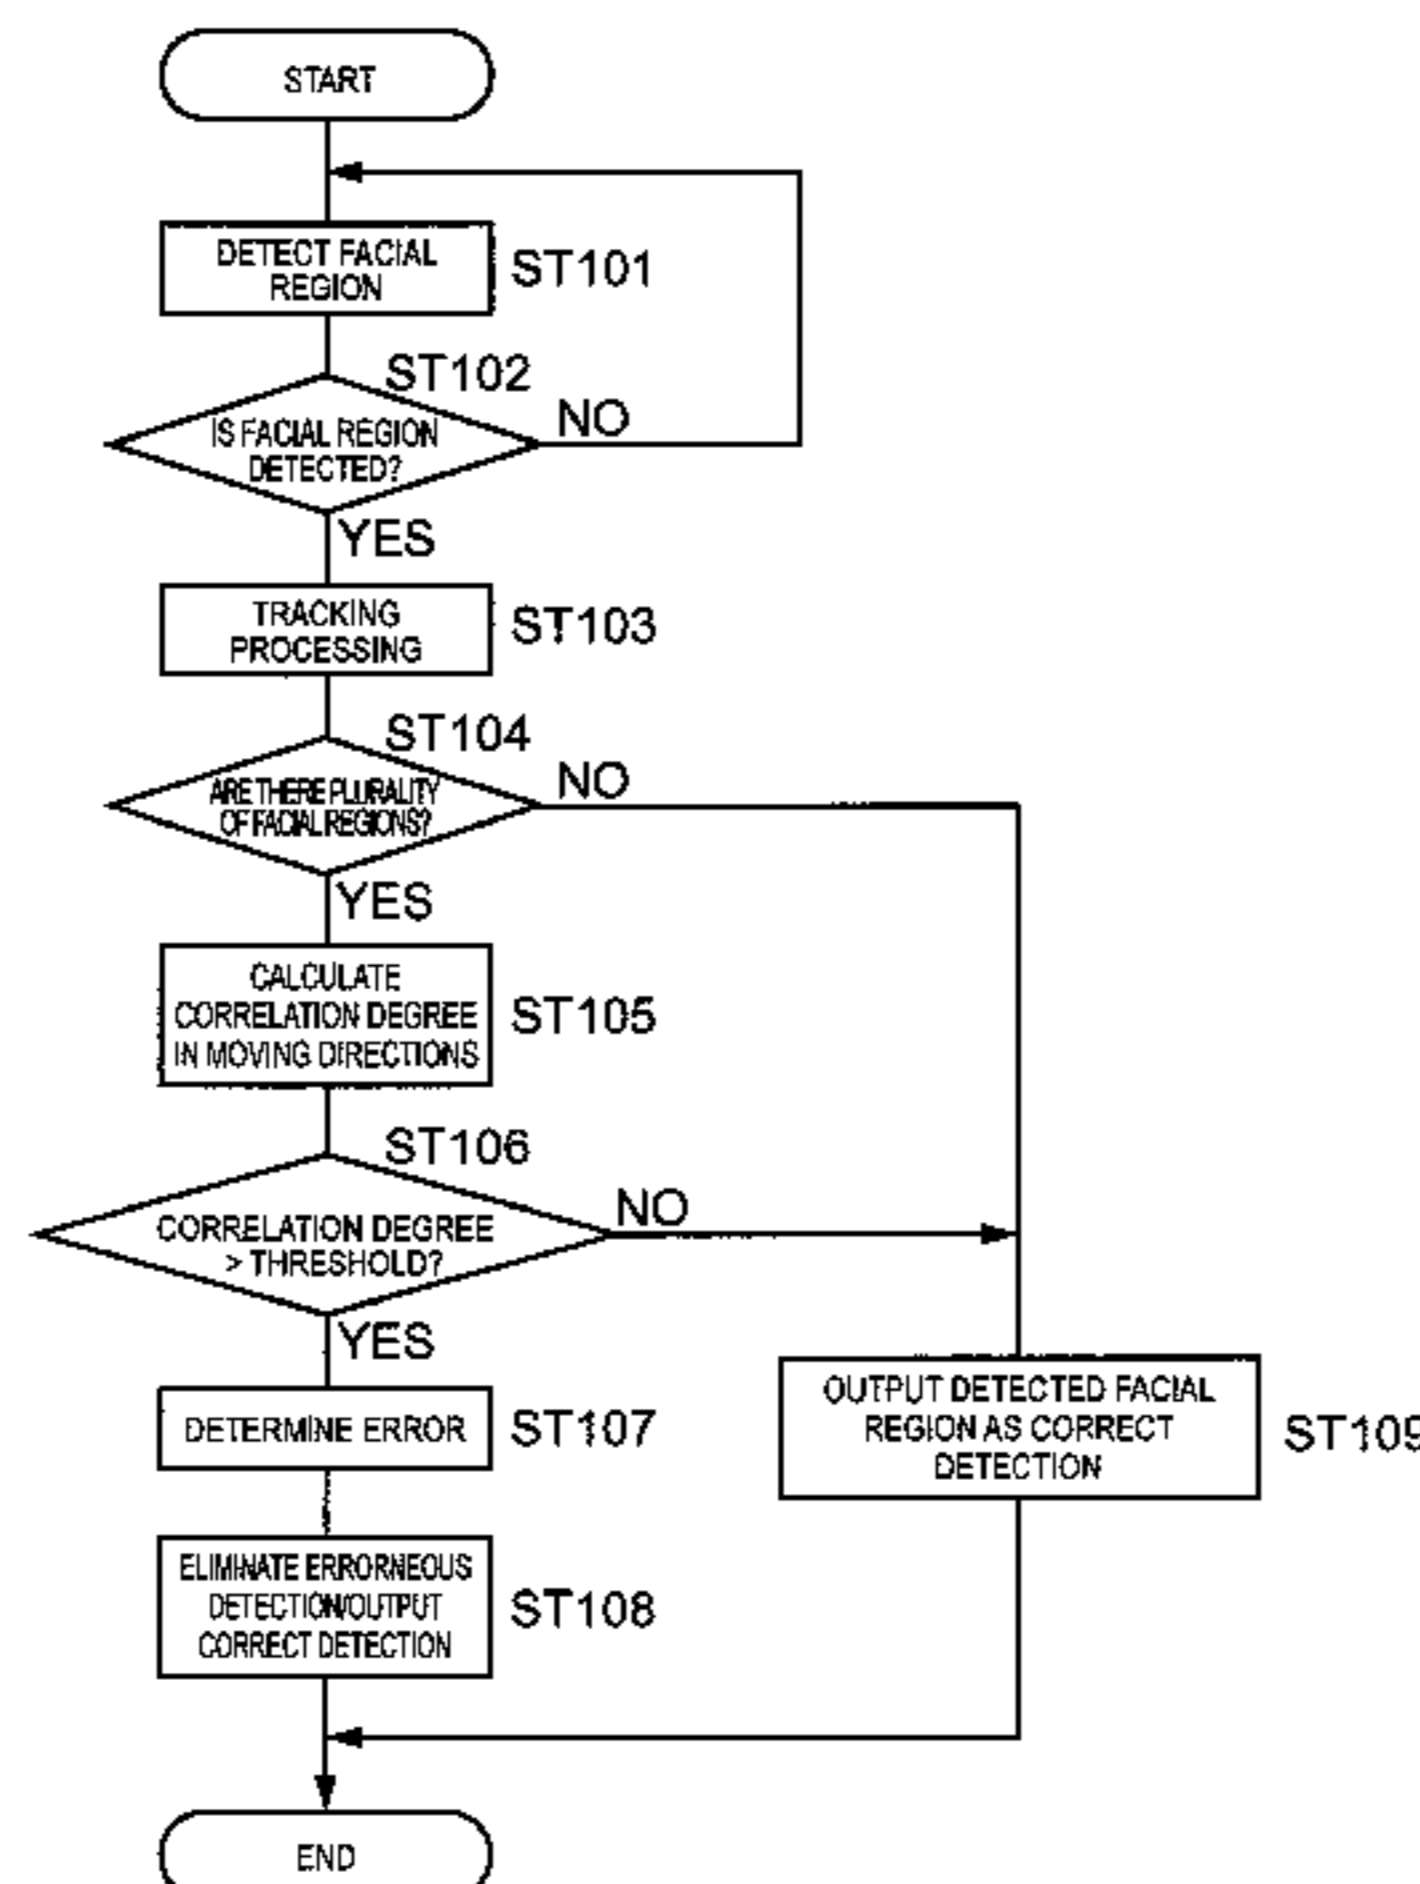 START
DETECT FACIAL
REGION
ST101
ST102
IS FACIAL REGION
DETECTED?
NO
YES
TRACKING
PROCESSING
ST103
ST104
ARE THERE PLURALITY
OF FACIAL REGIONS?
NO
YES
CALCULATE
CORRELATION DEGREE
IN MOVING DIRECTIONS
ST105
ST106
CORRELATION DEGREE
> THRESHOLD?
NO
YES
DETERMINE ERROR
ST107
OUTPUT DETECTED FACIAL
REGION AS CORRECT
DETECTION
ST109
ELIMINATE ERRORNEOUS
DETECTION/OUTPUT
CORRECT DETECTION
ST108
END